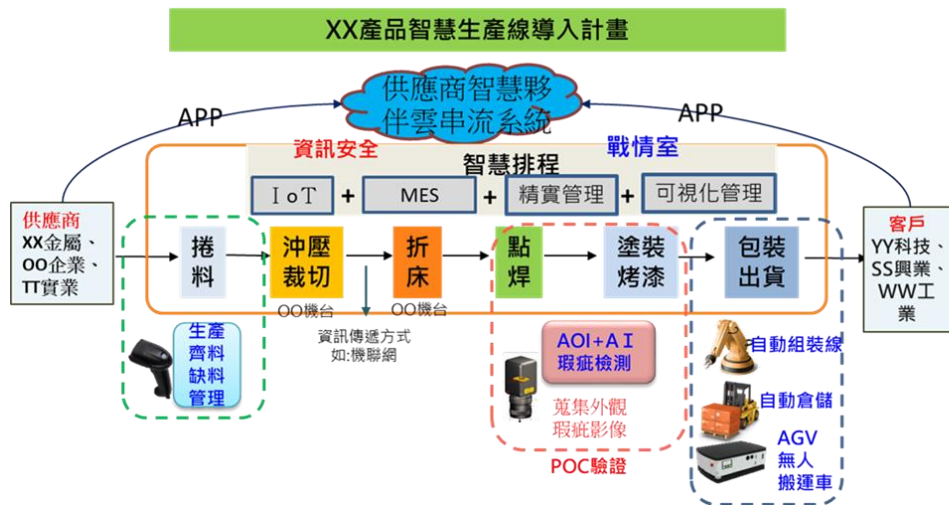 XX產品智慧生產線導入計畫
供應商智慧夥
伴雲串流系統
APP
APP
資訊安全
智慧排程
戰情室
IoT
+
MES
+
精實管理
+
可視化管理
供應商
XX金屬、
OO企業、
TT實業
捲
料
沖壓
裁切
折
床
點
焊
塗裝
烤漆
包裝
出貨
客戶
YY科技、
SS興業、
WW工
業
OO機台
OO機台
資訊傳遞方式
如:機聯網
生產
齊料
缺料
管理
AOI+AI
瑕疵檢測
蒐集外觀
瑕疵影像
POC驗證
自動組裝線
自動倉儲
AGV
無人
搬運車